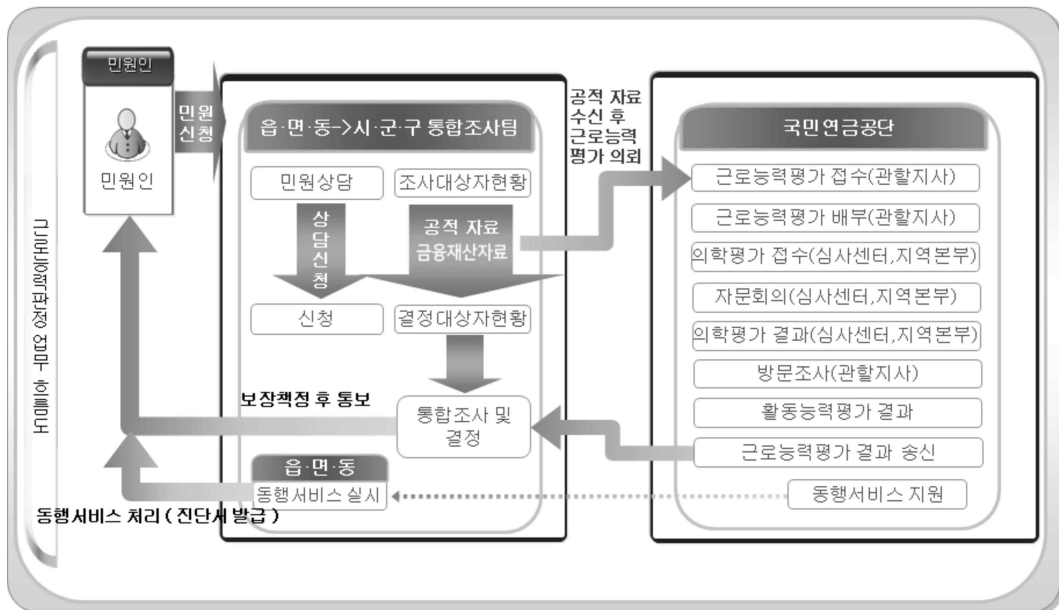 근로능력판정 업무 흐름도
민원인
민원인
민원
신청
읍·면·동->시·군·구 통합조사팀
민원상담
조사대상자현황
상담신청
공적 자료
금융재산자료
신청
결정대상자현황
보장책정 후 통보
통합조사 및
결정
읍·면·동
동행서비스 실시
동행서비스 처리 ( 진단서 발급 )
공적 자료
수신 후
근로능력
평가 의뢰
국민연금공단
근로능력평가 접수(관할지사)
근로능력평가 배부(관할지사)
의학평가 접수(심사센터,지역본부)
자문회의(심사센터,지역본부)
의학평가 결과(심사센터,지역본부)
방문조사(관할지사)
활동능력평가 결과
근로능력평가 결과 송신
동행서비스 지원